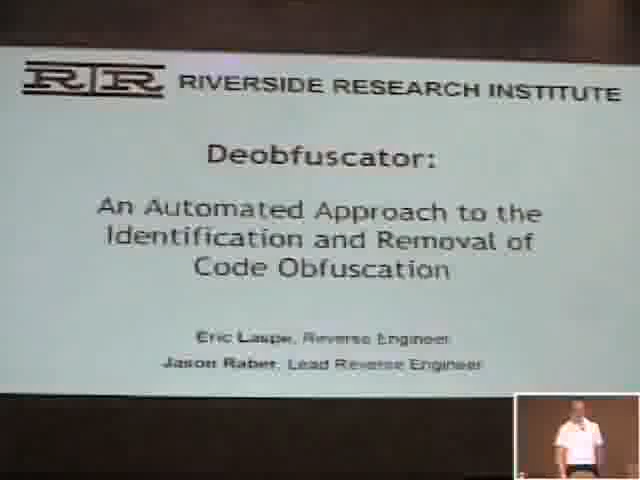 RIR RIVERSIDE RESEARCH INSTITUTE
Deobfuscator:
An Automated Approach to the
Identification and Removal of
Code Obfuscation
Eric Laspe, Reverse Engineer
Jason Raber, Lead Reverse Engineer